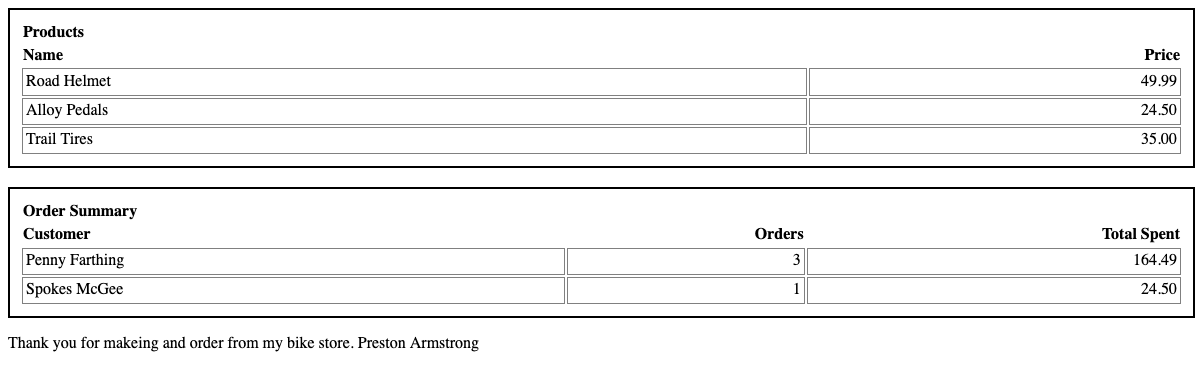 Products
Name Price
Road Helmet 49.99
Alloy Pedals 24.50
Trail Tires 35.00
Order Summary
Customer Orders Total Spent
Penny Farthing 3 164.49
Spokes McGee 1 24.50
Thank you for makeing and order from my bike store. Preston Armstrong